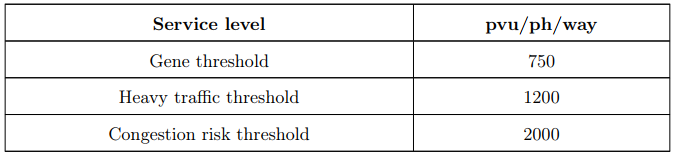 Service level pvu/ph/way
Gene threshold 750
Heavy traffic threshold 1200
Congestion risk threshold 2000